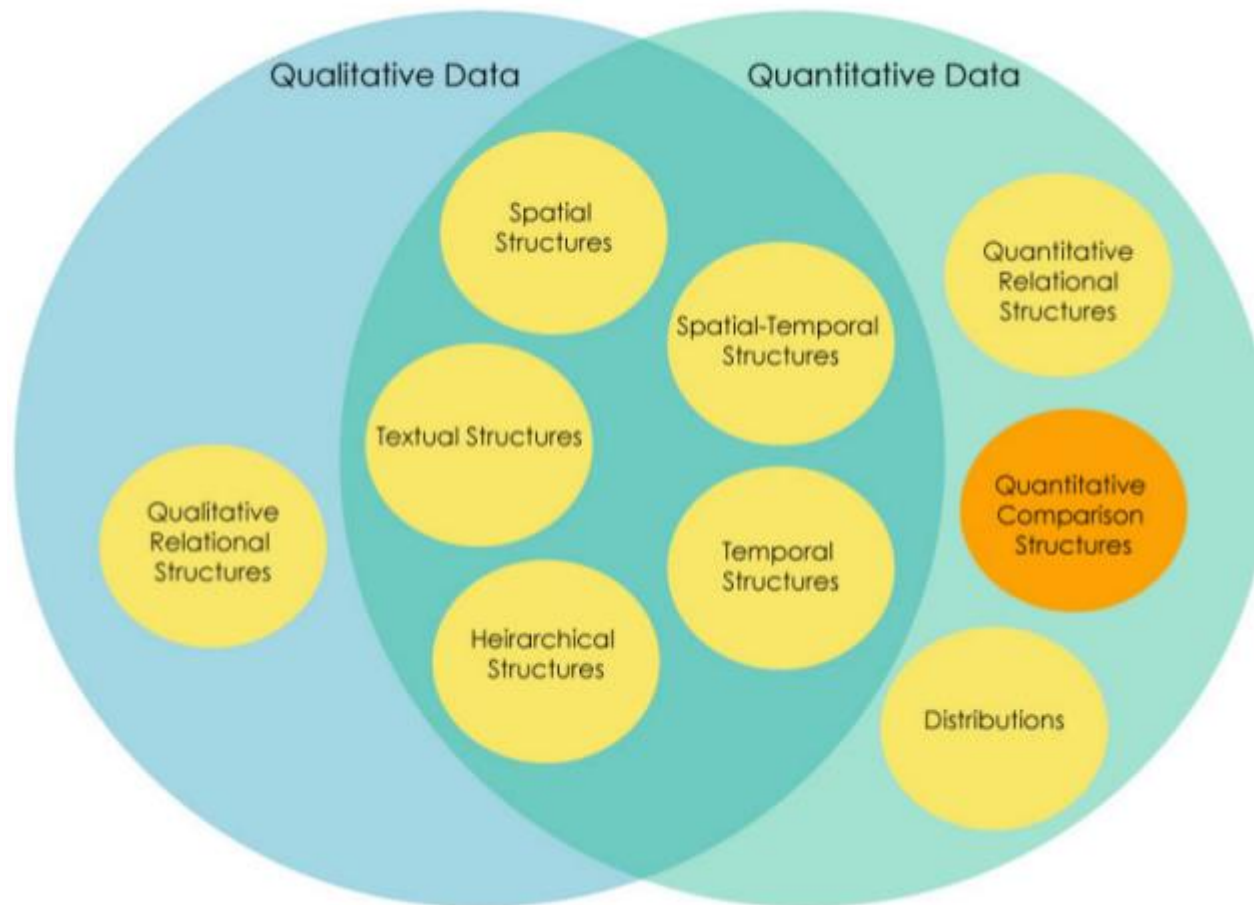 Qualitative Data
Quantitative Data
Spatial
Structures
Quantitative
Relational
Structures
Spatial-Temporal
Structures
Textual Structures
Qualitative
Relational
Structures
Quantitative
Comparison
Structures
Temporal
Structures
Heirarchical
Structures
Distributions